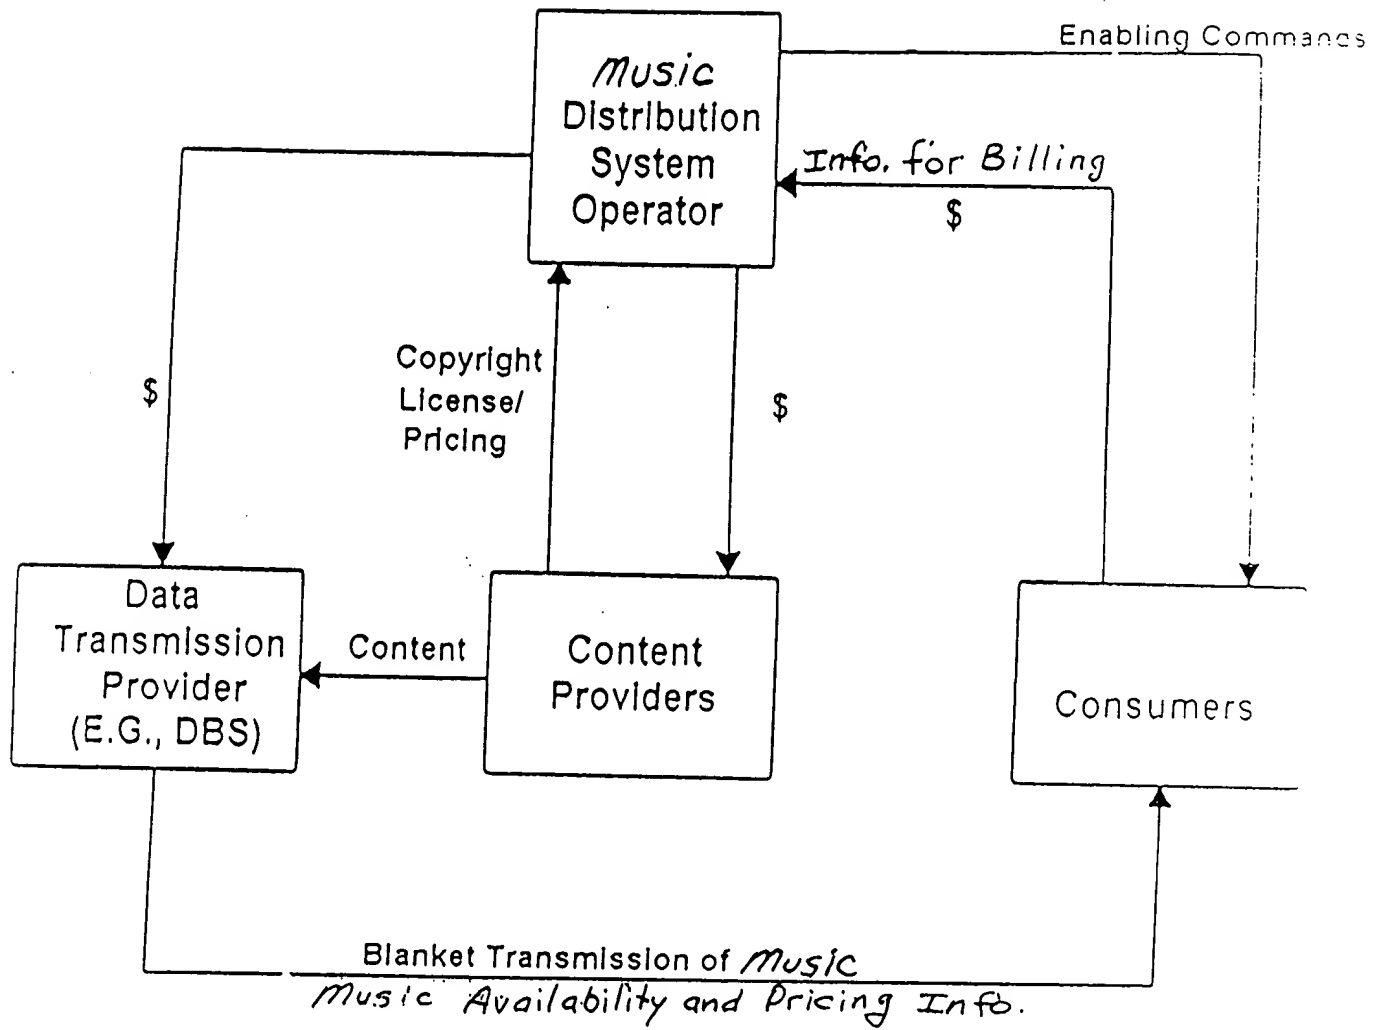 Enabling Commands
Music
Distribution
System
Operator
Info. for Billing
$
Copyright
License/
Pricing
$
$
Data
Transmission
Provider
(E.G., DBS)
Content
Content
Providers
Consumers
Blanket Transmission of Music
Music Availability and Pricing Info.